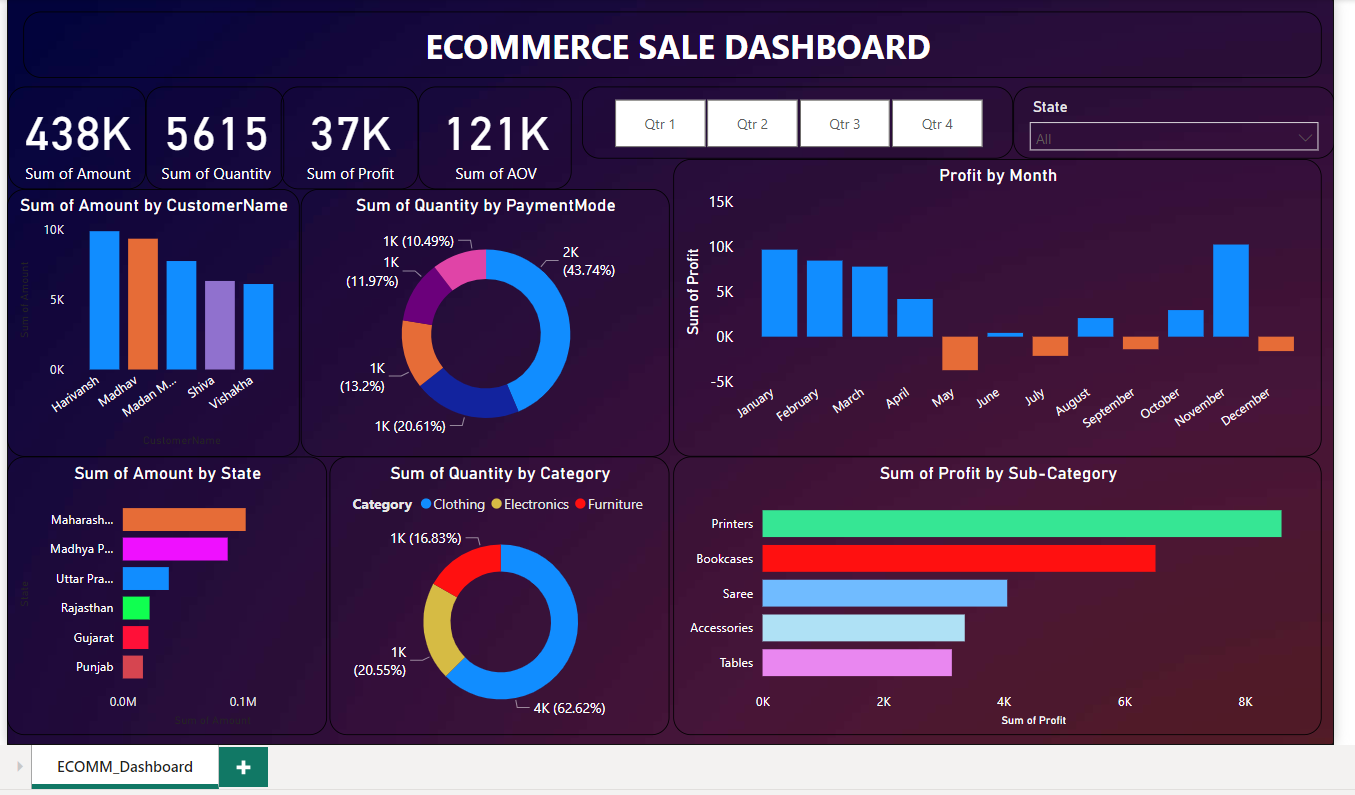 ECOMMERCE SALE DASHBOARD
438K
Sum of Amount
5615
Sum of Quantity
37K
Sum of Profit
121K
Sum of AOV
Qtr 1
Qtr 2
Qtr 3
Qtr 4
State
All
Sum of Amount by CustomerName
10K
5K
0K
Sum of Amount
Harivansh
Madhav
Madan M...
Shiva
Vishakha
CustomerName
Sum of Quantity by PaymentMode
1K (10.49%)
2K
(43.74%)
1K
(11.97%)
1K
(13.2%)
1K (20.61%)
Profit by Month
15K
10K
5K
0K
-5K
Sum of Profit
January
February
March
April
May
June
July
August
September
October
November
December
Sum of Amount by State
State
Maharash...
Madhya P...
Uttar Pra...
Rajasthan
Gujarat
Punjab
0.0M
0.1M
Sum of Amount
Sum of Quantity by Category
Category Clothing Electronics Furniture
1K (16.83%)
1K
(20.55%)
4K (62.62%)
Sum of Profit by Sub-Category
Printers
Bookcases
Saree
Accessories
Tables
0K
2K
4K
6K
8K
Sum of Profit
ECOMM_Dashboard
+